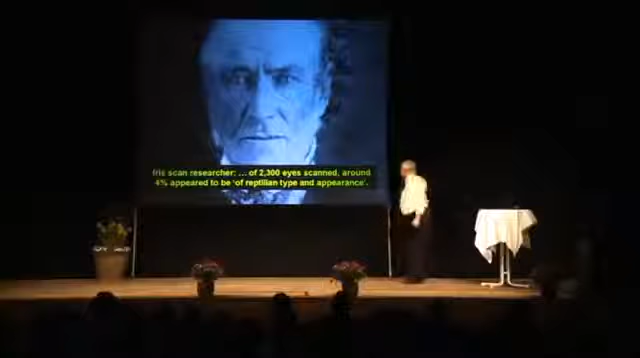 Iris scan researcher: ... of 2,300 eyes scanned, around
4% appeared to be 'of reptilian type and appearance'.